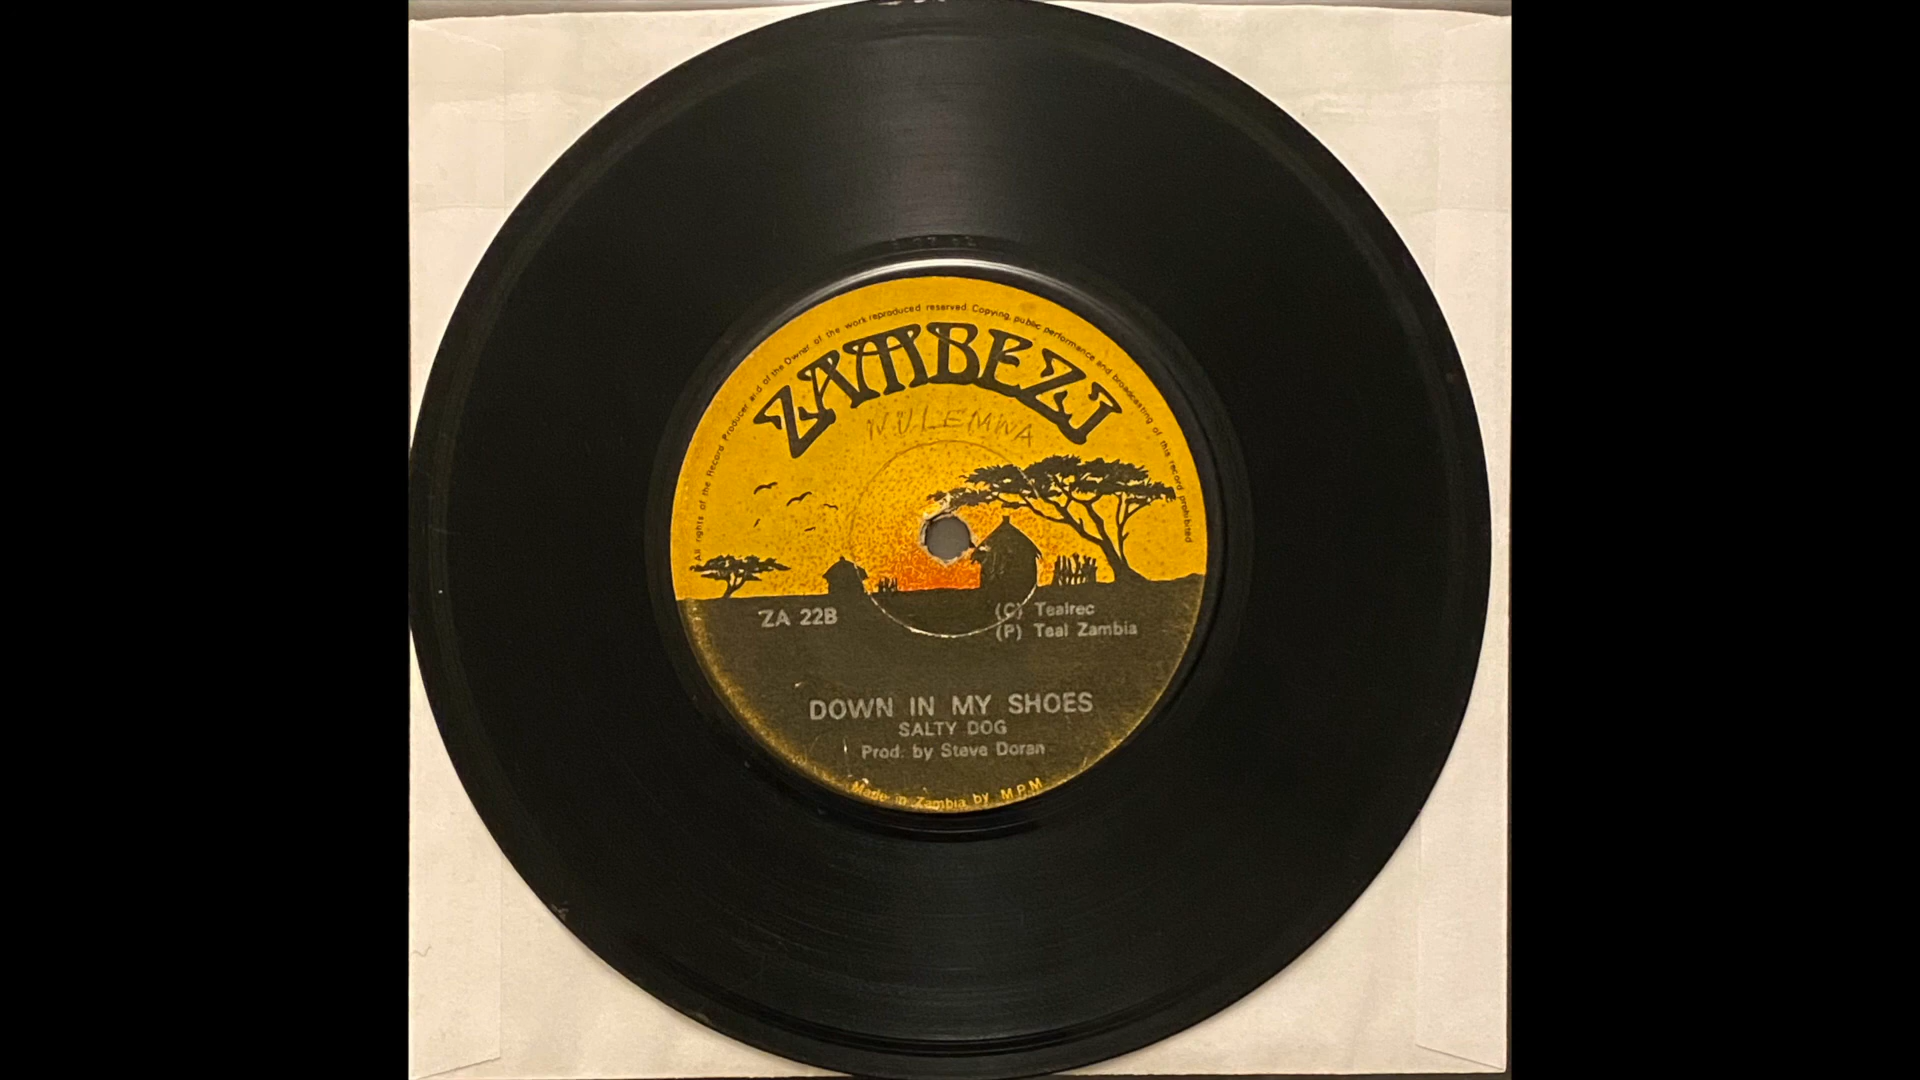 All rights of the Record Producer and of the Owner of the work reproduced reserved. Copying, public performance and broadcasting of this record prohibited
ZAMBEZI
ZA 22B
(C) Tealrec
(P) Teal Zambia
DOWN IN MY SHOES
SALTY DOG
Prod. by Steve Doran
Made in Zambia by M.P.M